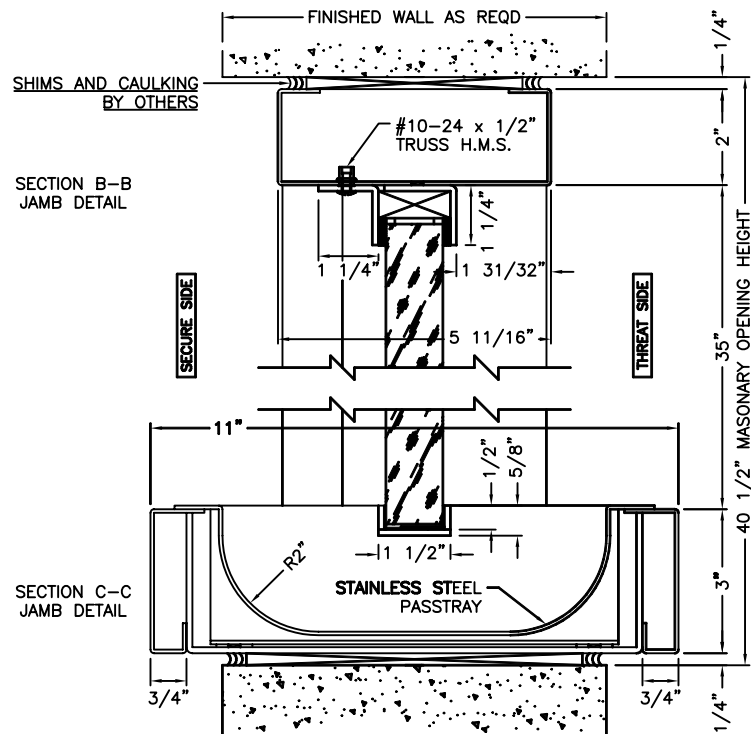 FINISHED WALL AS REQD
1/4"
SHIMS AND CAULKING
BY OTHERS
#10-24 x 1/2"
TRUSS H.M.S.
2"
SECTION B-B
JAMB DETAIL
1 1/4"
1 1/4"
1 31/32"
SECURE SIDE
THREAT SIDE
5 11/16"
35"
40 1/2" MASONARY OPENING HEIGHT
11"
1/2"
5/8"
1 1/2"
R2"
STAINLESS STEEL
PASSTRAY
3"
SECTION C-C
JAMB DETAIL
3/4"
3/4"
1/4"